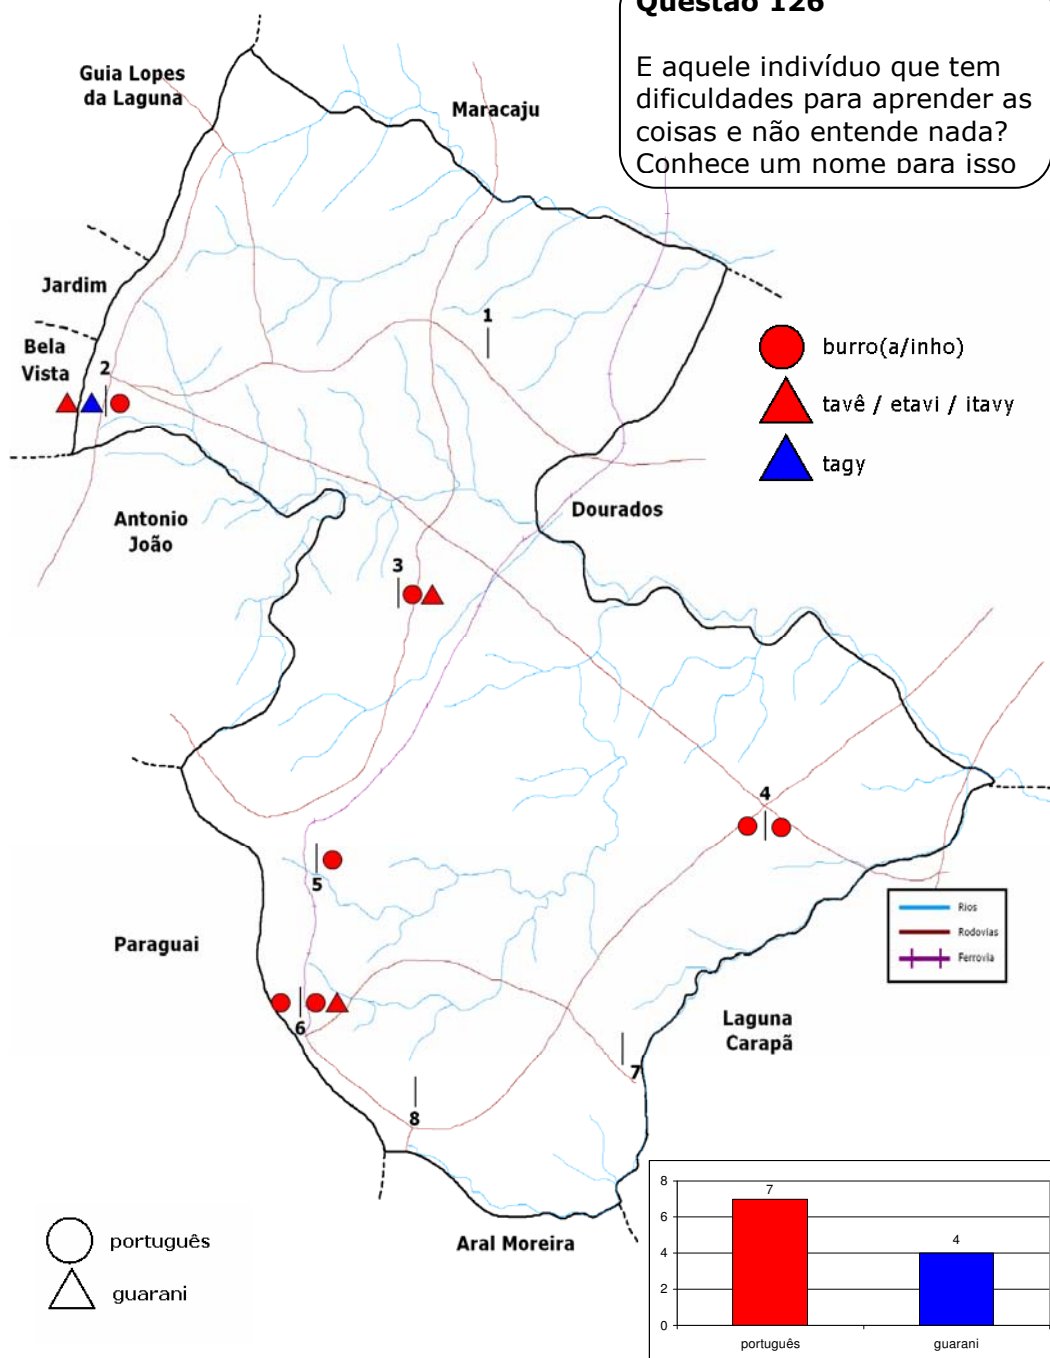 Questão 126
E aquele indivíduo que tem
dificuldades para aprender as
coisas e não entende nada?
Conhece um nome para isso
Guia Lopes
da Laguna
Maracaju
Jardim
Bela
Vista
1
2
burro(a/inho)
tavê / etavi / itavy
tagy
Antonio
João
Dourados
3
4
5
Paraguai
Rios
Rodovias
Ferrovia
6
Laguna
Carapã
7
8
Aral Moreira
português
guarani
8
6
4
2
0
7
4
português
guarani